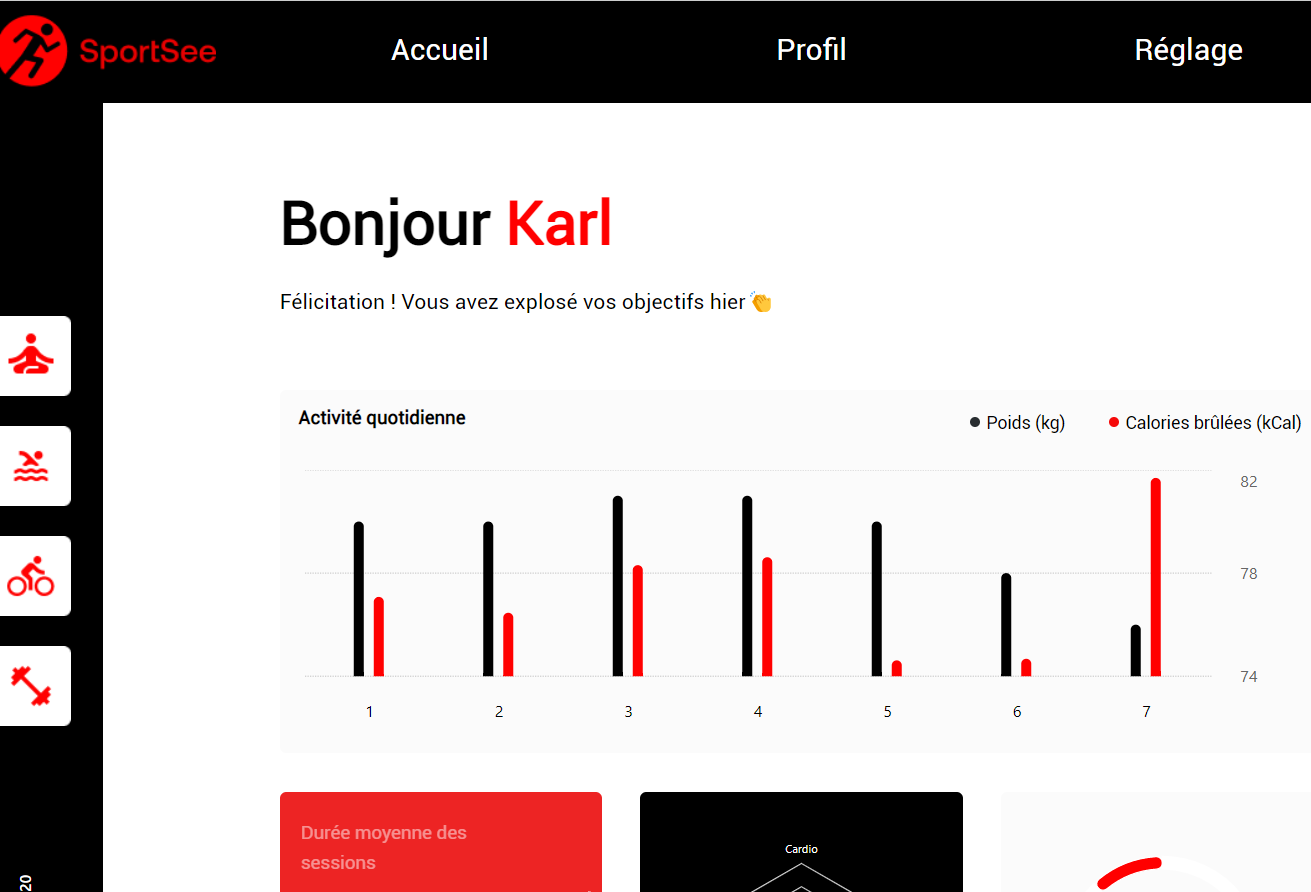 SportSee
Accueil
Profil
Réglage
Bonjour Karl
Félicitation ! Vous avez explosé vos objectifs hier 👏
Activité quotidienne
Poids (kg)
Calories brûlées (kCal)
82
78
74
1 2 3 4 5 6 7
Durée moyenne des
sessions
Cardio
20